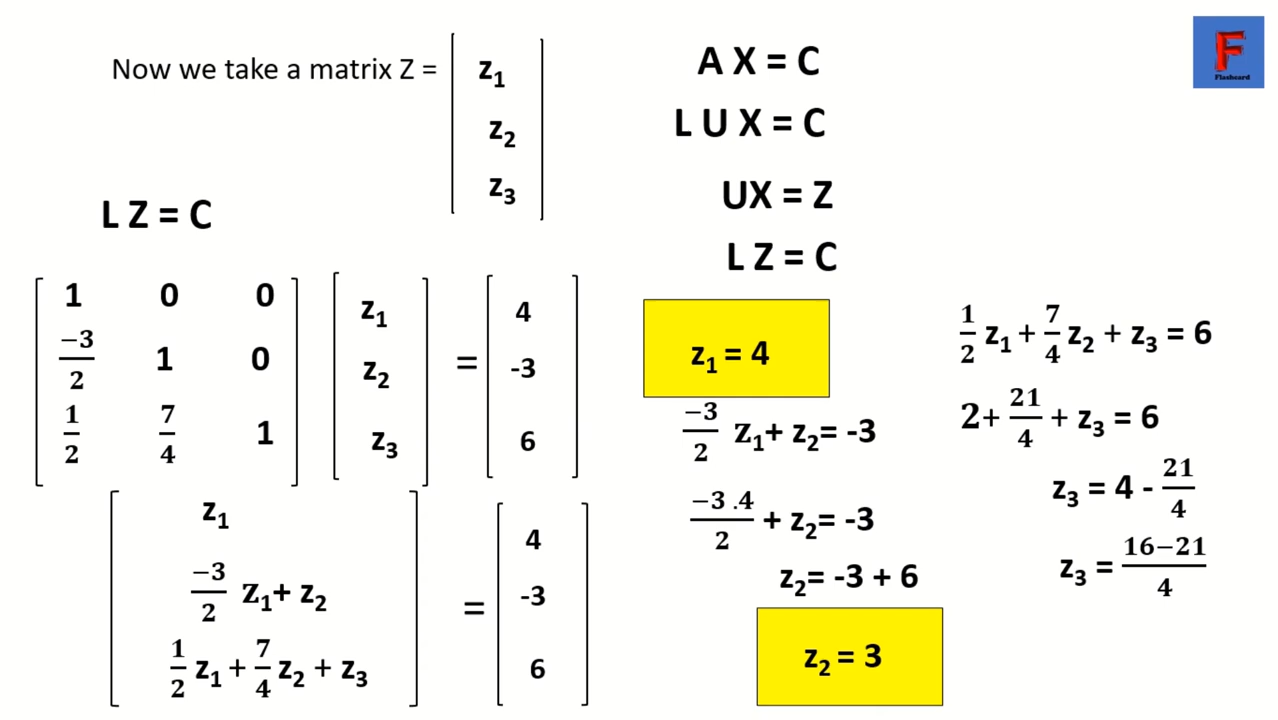 Now we take a matrix Z =
z₁
z₂
z₃
L Z = C
1 0 0
−3/2 1 0
1/2 7/4 1
z₁
z₂
z₃
=
4
-3
6
z₁
−3/2 z₁+ z₂
1/2 z₁ + 7/4 z₂ + z₃
=
4
-3
6
A X = C
L U X = C
UX = Z
L Z = C
z₁ = 4
−3/2 z₁+ z₂= -3
−3 .4/2 + z₂= -3
z₂= -3 + 6
z₂ = 3
1/2 z₁ + 7/4 z₂ + z₃ = 6
2+ 21/4 + z₃ = 6
z₃ = 4 - 21/4
z₃ = 16−21/4
F
Flashcard